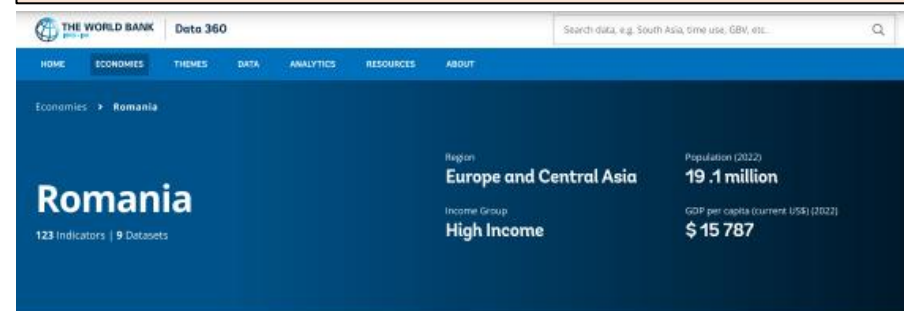 THE WORLD BANK
Data 360
Search data, e.g. South Asia, time use, GBV, etc.
HOME ECONOMIES THEMES DATA ANALYTICS RESOURCES ABOUT
Economies > Romania
Romania
123 Indicators | 9 Datasets
Region
Europe and Central Asia
Income Group
High Income
Population (2022)
19 .1 million
GDP per capita (current US$) (2022)
$ 15 787